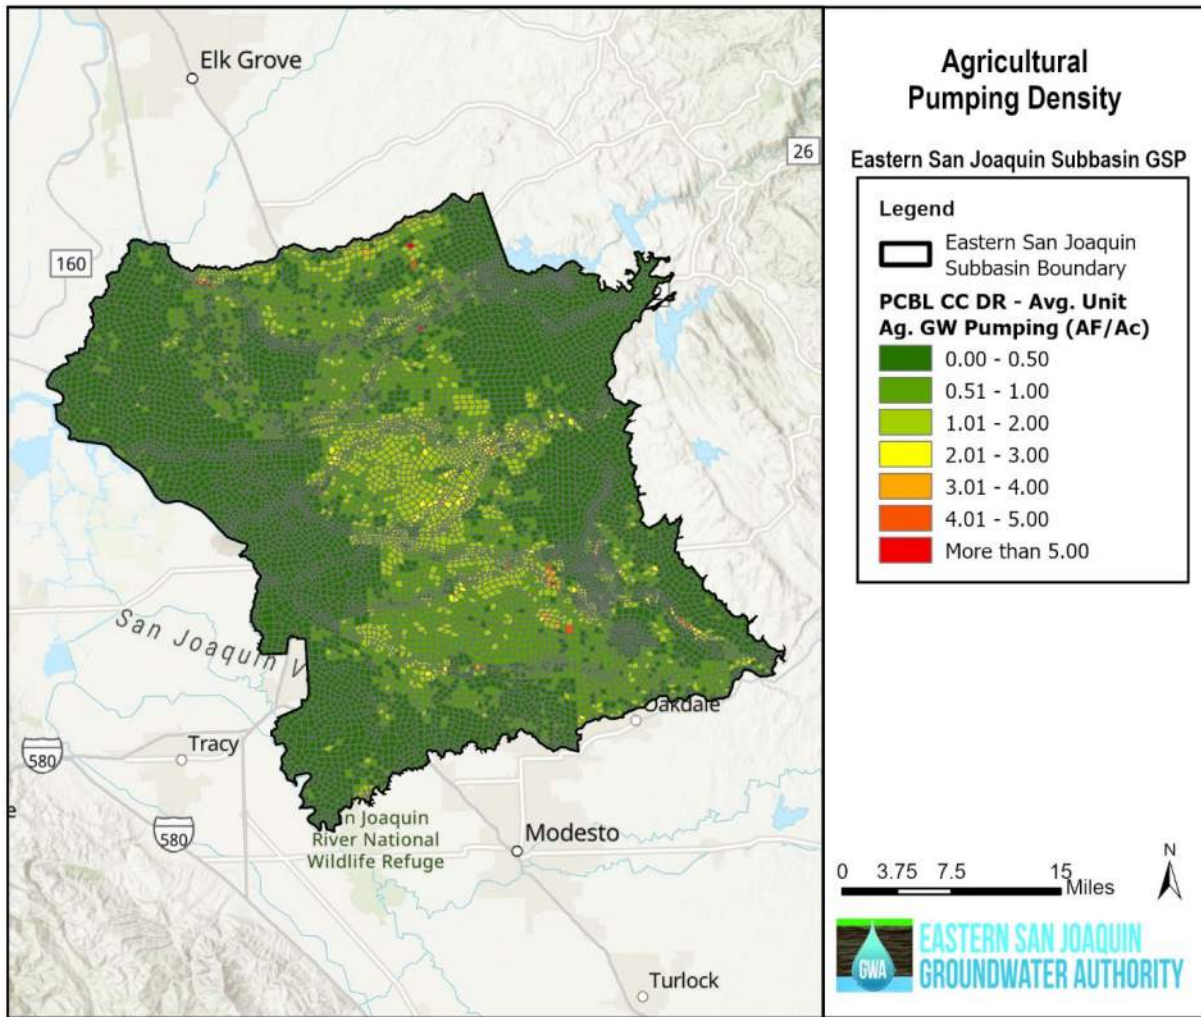 Elk Grove
26
160
San Joaquin V
Oakdale
Tracy
580
580
Modesto
n Joaquin
River National
Wildlife Refuge
Turlock
e
Agricultural
Pumping Density
Eastern San Joaquin Subbasin GSP
Legend
Eastern San Joaquin
Subbasin Boundary
PCBL CC DR - Avg. Unit
Ag. GW Pumping (AF/Ac)
0.00 - 0.50
0.51 - 1.00
1.01 - 2.00
2.01 - 3.00
3.01 - 4.00
4.01 - 5.00
More than 5.00
0 3.75 7.5 15
Miles
N
GWA
EASTERN SAN JOAQUIN
GROUNDWATER AUTHORITY